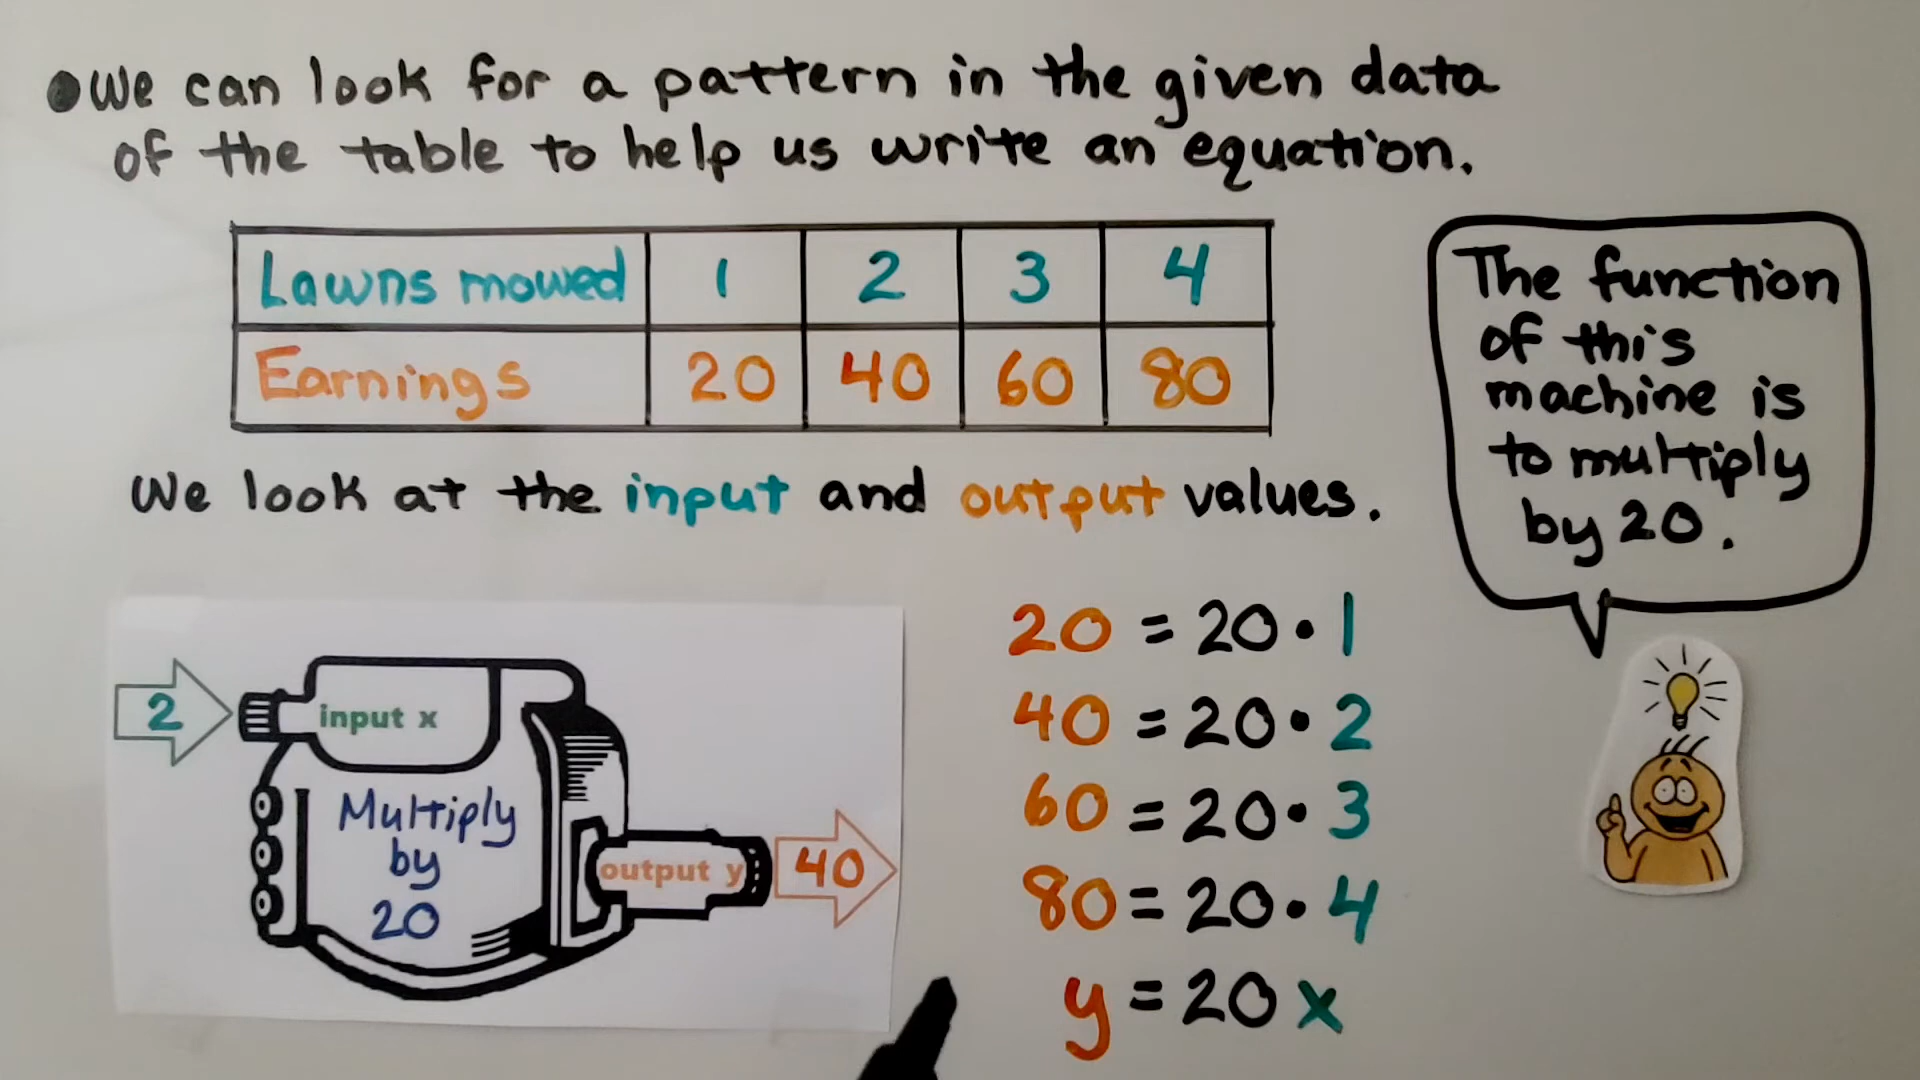 We can look for a pattern in the given data
of the table to help us write an equation.
Lawns mowed 1 2 3 4
Earnings 20 40 60 80
We look at the input and output values.
The function
of this
machine is
to multiply
by 20.
2
input x
Multiply
by
20
output y
40
20 = 20 • 1
40 = 20 • 2
60 = 20 • 3
80 = 20 • 4
y = 20x